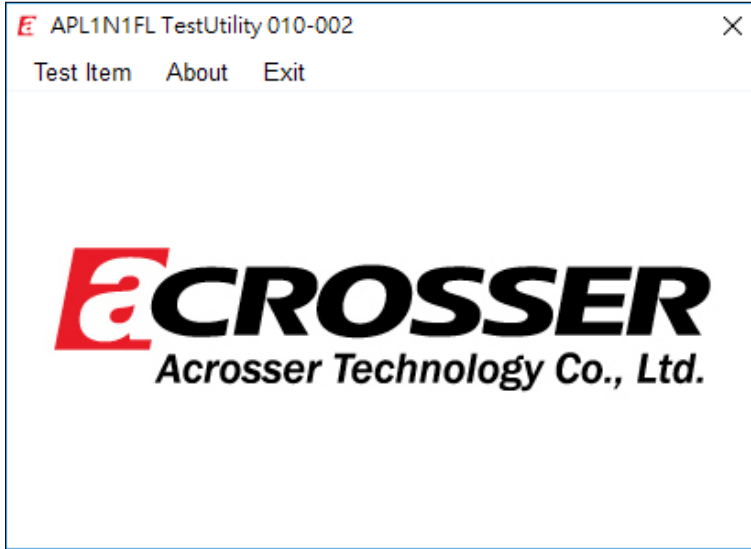 APL1N1FL TestUtility 010-002
Test Item About Exit
aCROSSER
Acrosser Technology Co., Ltd.